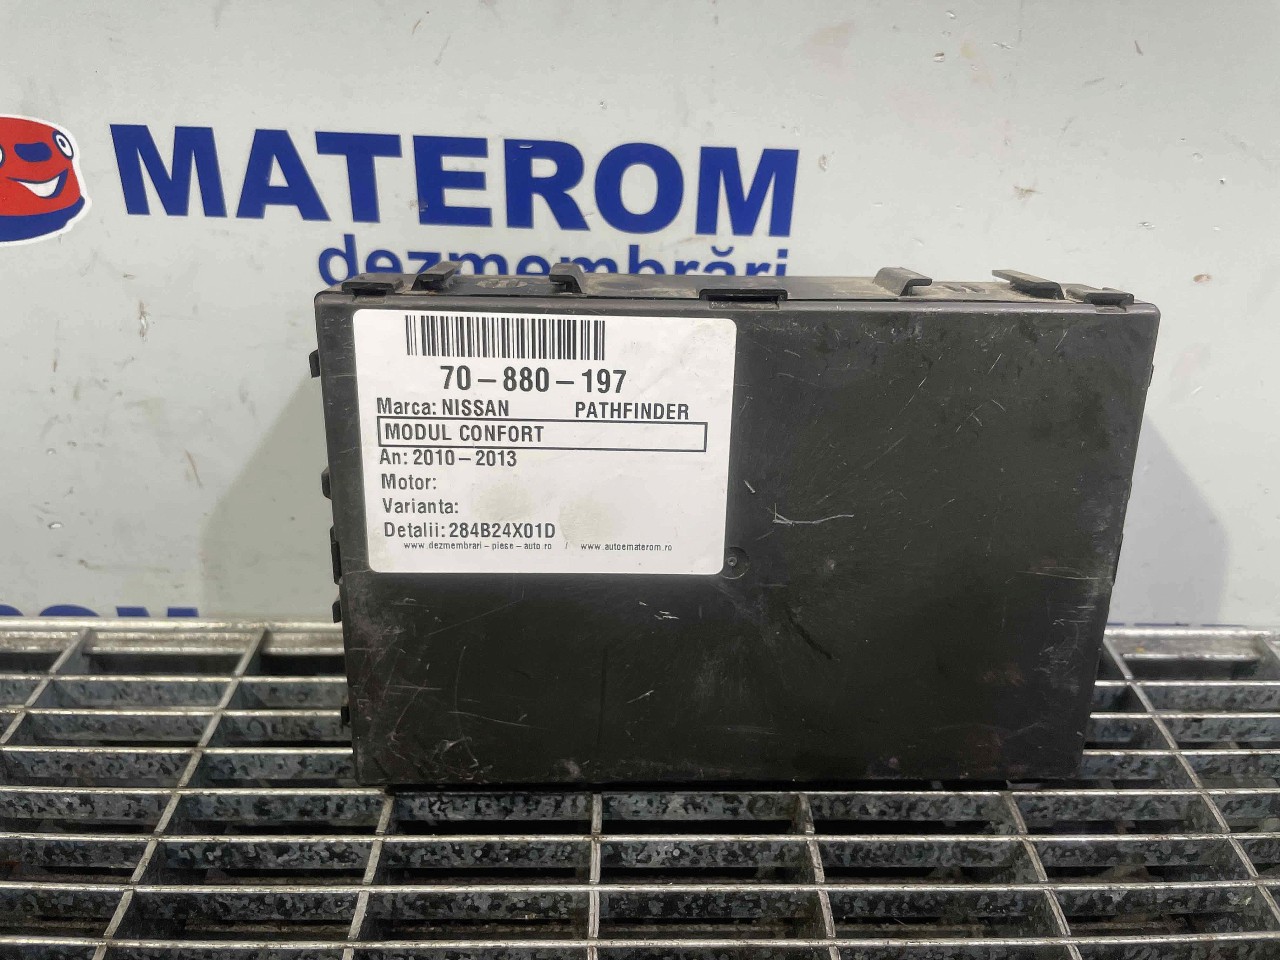 MATEROM
dezmembrări
70-880-197
Marca: NISSAN PATHFINDER
MODUL CONFORT
An: 2010-2013
Motor:
Varianta:
Detalii: 284B24X01D
www.dezmembrari-piese-auto.ro / www.autoematerom.ro